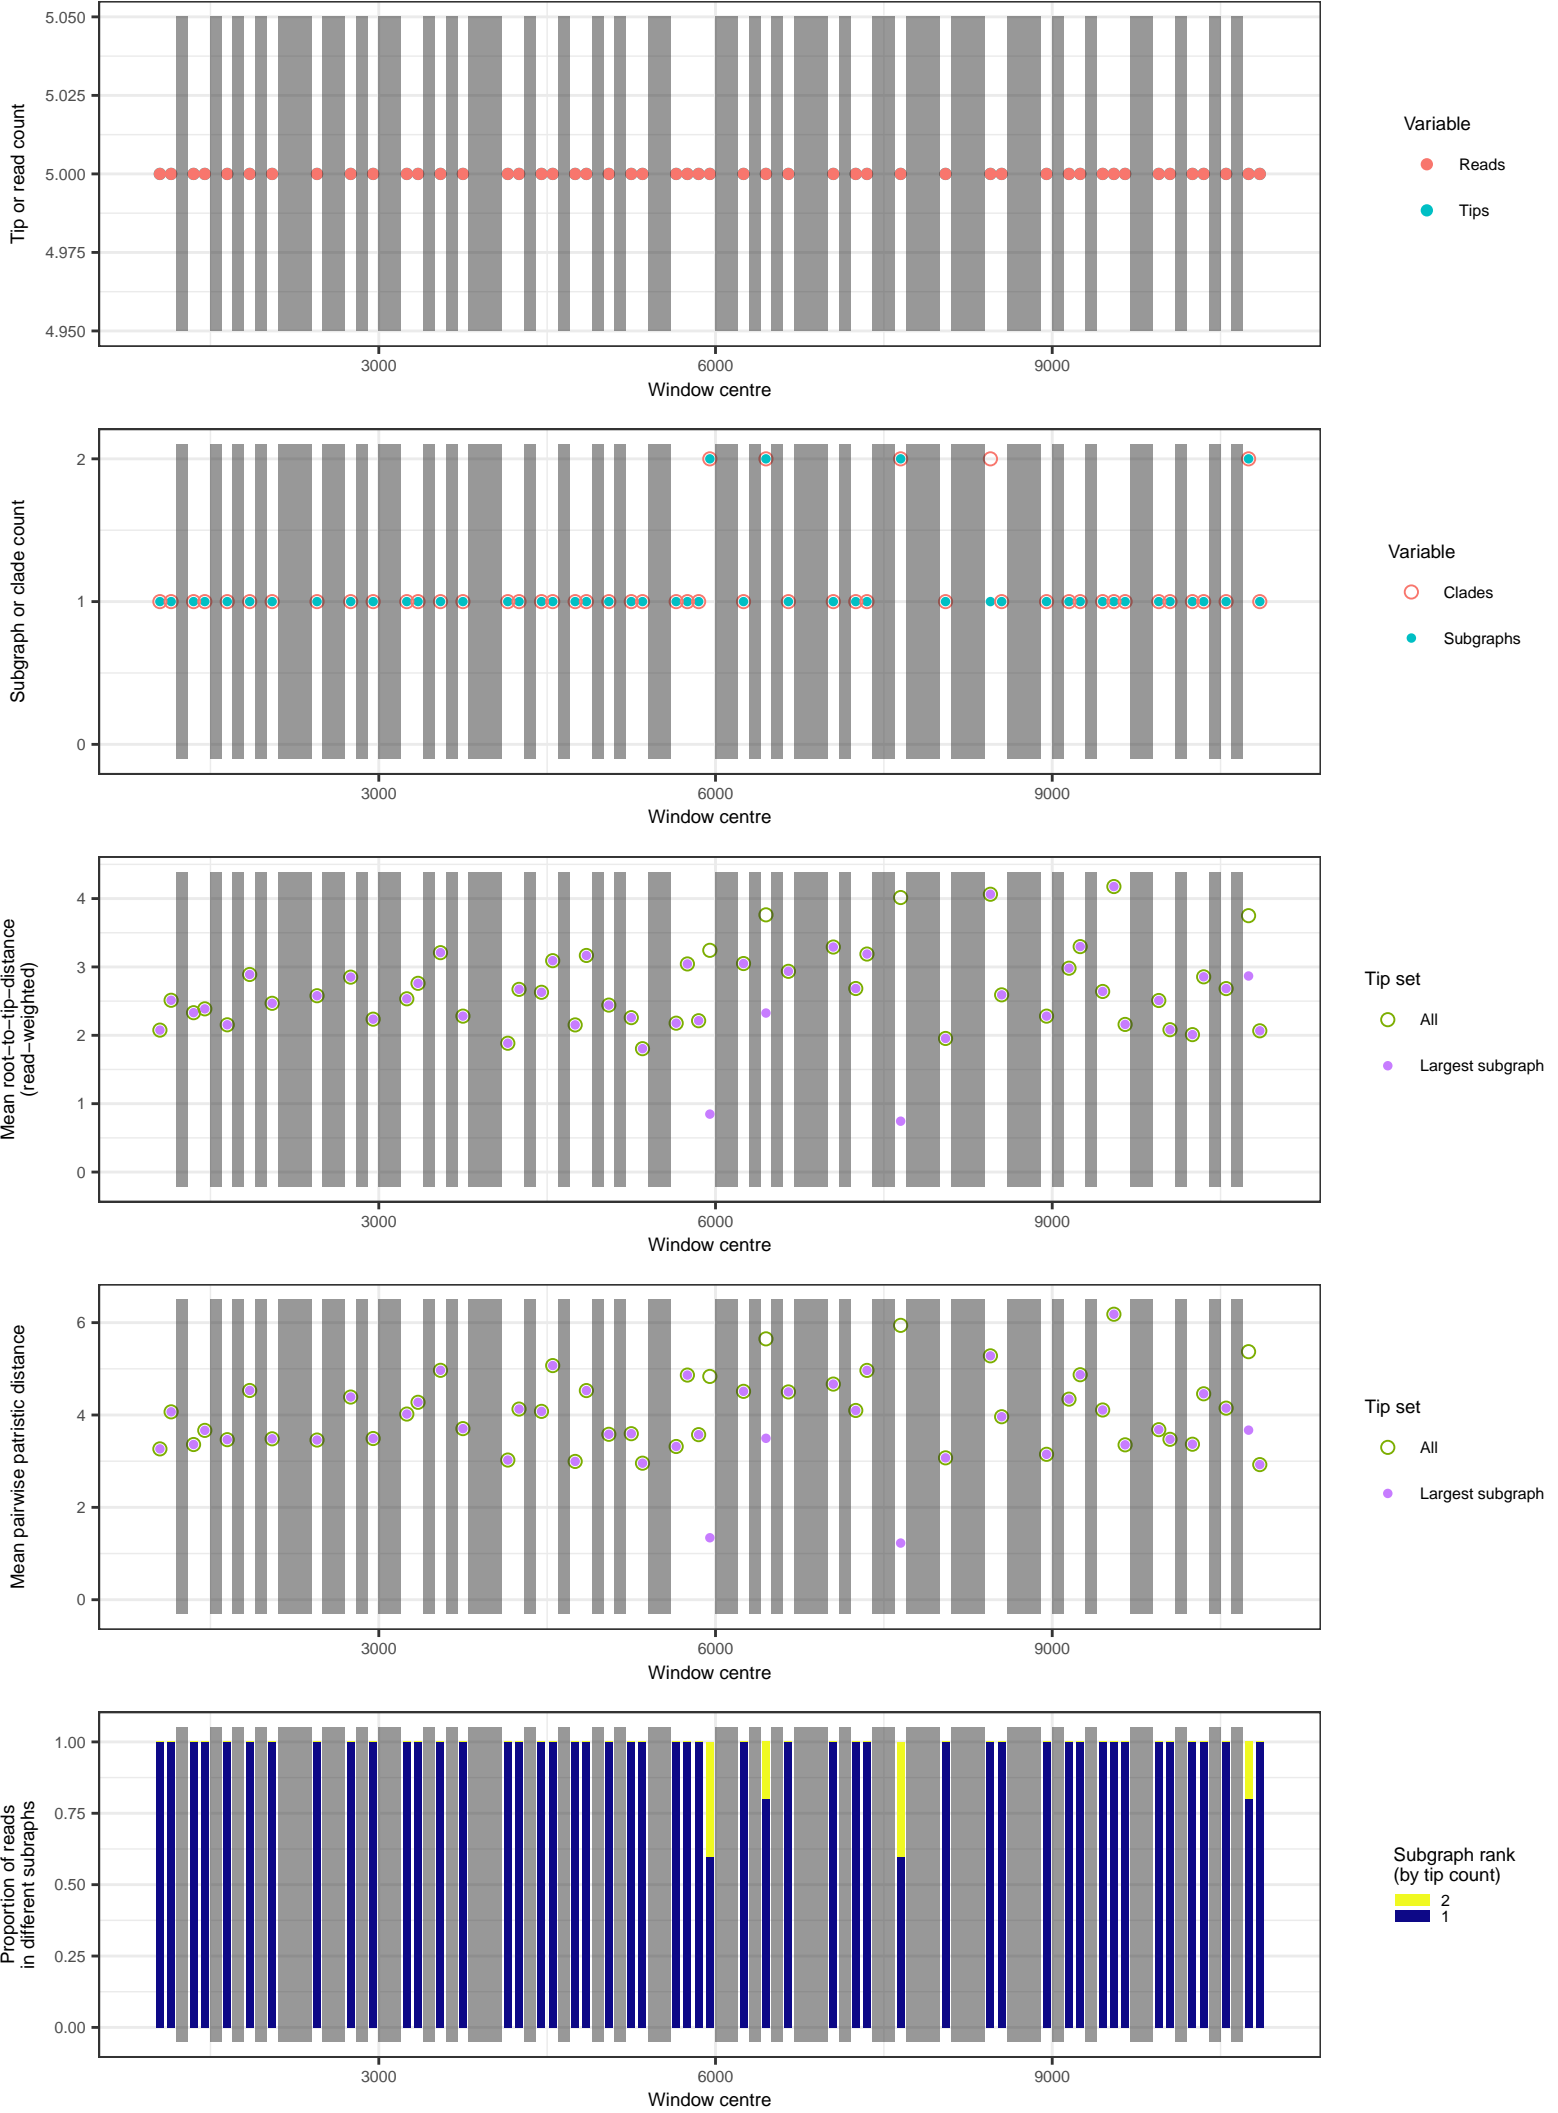 5.050
5.025
5.000
4.975
4.950
Tip or read count
3000
6000
9000
Window centre
Variable
Reads
Tips
2
1
0
Subgraph or clade count
3000
6000
9000
Window centre
Variable
Clades
Subgraphs
4
3
2
1
0
Mean root−to−tip−distance
(read−weighted)
3000
6000
9000
Window centre
Tip set
All
Largest subgraph
6
4
2
0
Mean pairwise patristic distance
3000
6000
9000
Window centre
Tip set
All
Largest subgraph
1.00
0.75
0.50
0.25
0.00
Proportion of reads
in different subraphs
3000
6000
9000
Window centre
Subgraph rank
(by tip count)
2
1